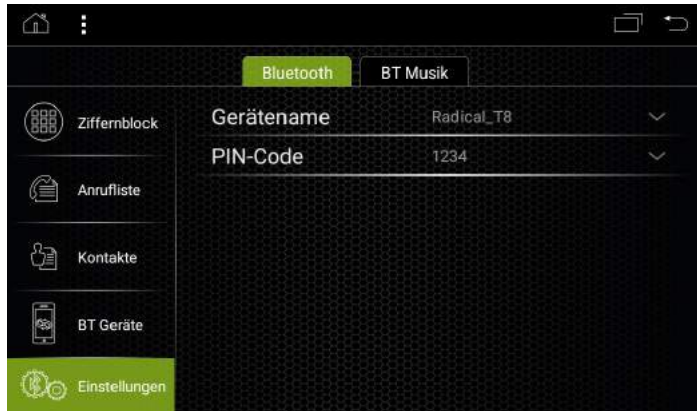 Bluetooth BT Musik
Ziffernblock
Anrufliste
Kontakte
BT Geräte
Einstellungen
Gerätename Radical_T8
PIN-Code 1234